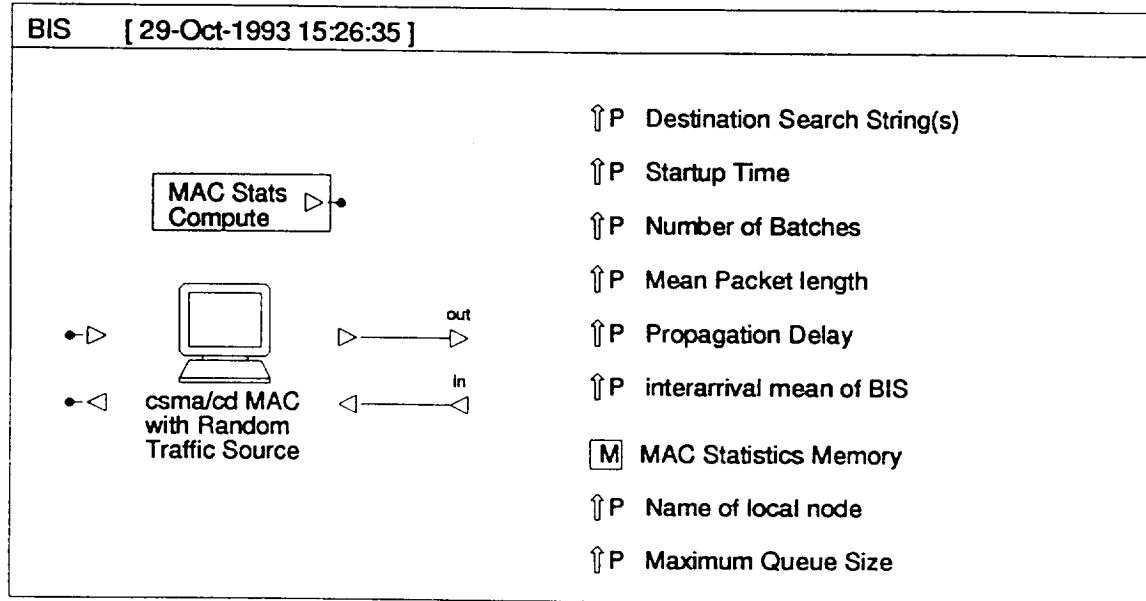 BIS [ 29-Oct-1993 15:26:35 ]
MAC Stats
Compute
out
in
csma/cd MAC
with Random
Traffic Source
⇧P Destination Search String(s)
⇧P Startup Time
⇧P Number of Batches
⇧P Mean Packet length
⇧P Propagation Delay
⇧P interarrival mean of BIS
M MAC Statistics Memory
⇧P Name of local node
⇧P Maximum Queue Size